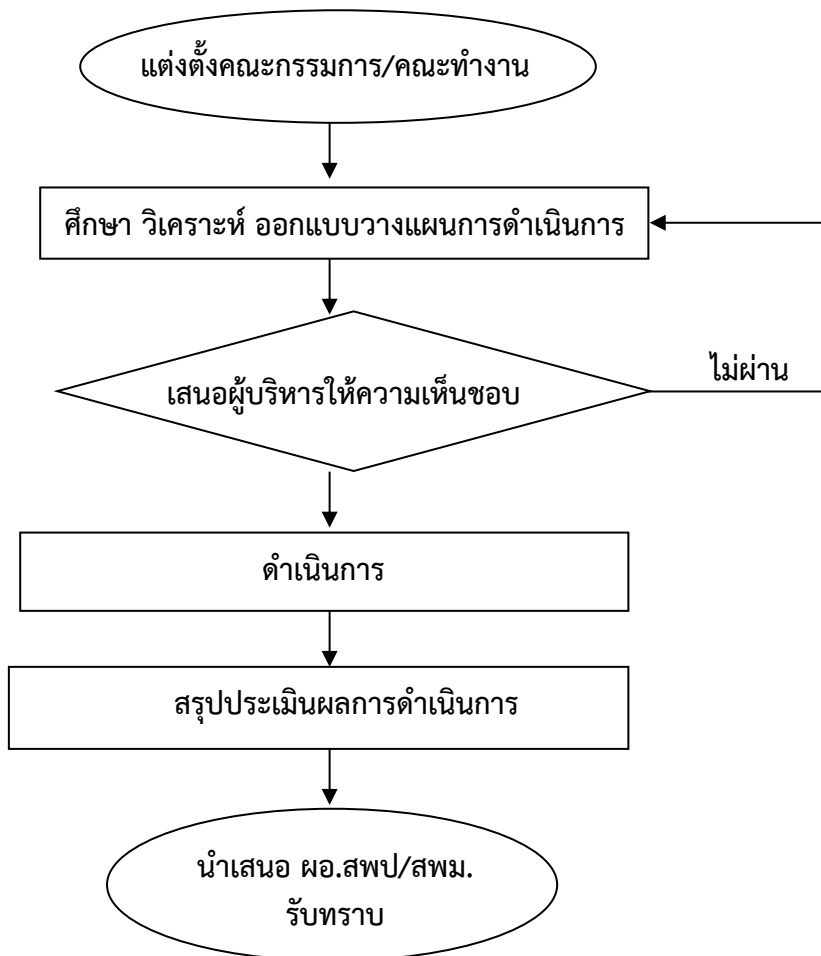 แต่งตั้งคณะกรรมการ/คณะทำงาน
ศึกษา วิเคราะห์ ออกแบบวางแผนการดำเนินการ
ไม่ผ่าน
เสนอผู้บริหารให้ความเห็นชอบ
ดำเนินการ
สรุปประเมินผลการดำเนินการ
นำเสนอ ผอ.สพป/สพม.
รับทราบ